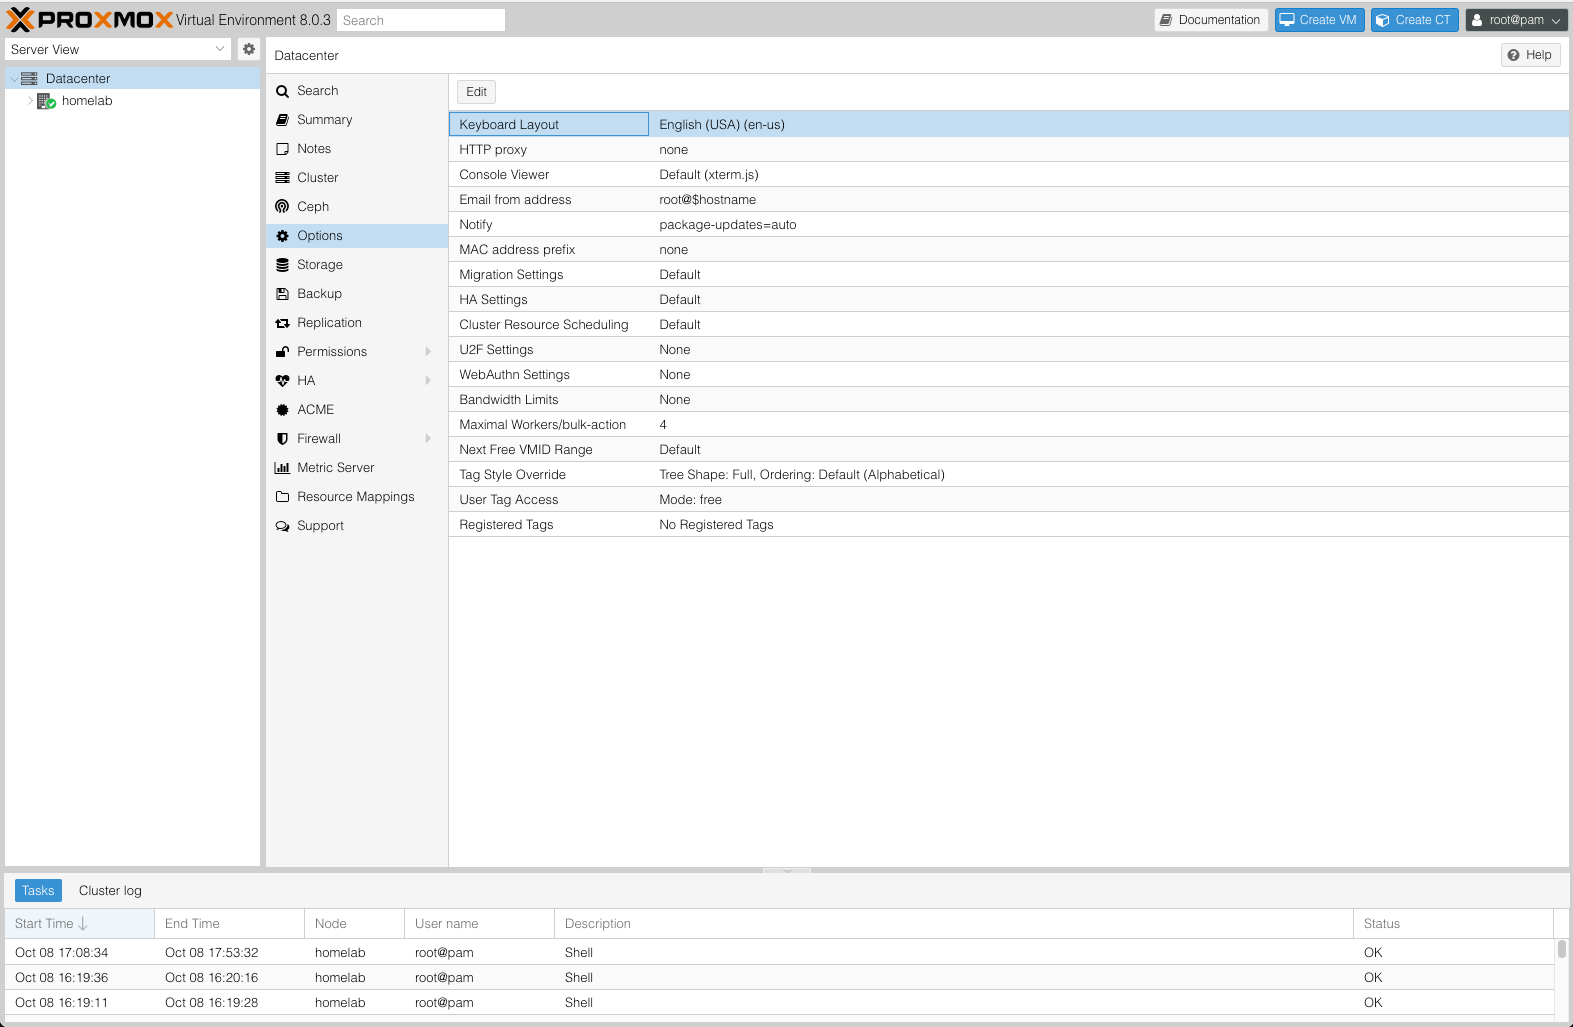 PROXMOX Virtual Environment 8.0.3 Search Documentation Create VM Create CT root@pam
Server View
Datacenter
homelab
Datacenter Help
Search
Summary
Notes
Cluster
Ceph
Options
Storage
Backup
Replication
Permissions
HA
ACME
Firewall
Metric Server
Resource Mappings
Support
Edit
Keyboard Layout English (USA) (en-us)
HTTP proxy none
Console Viewer Default (xterm.js)
Email from address root@$hostname
Notify package-updates=auto
MAC address prefix none
Migration Settings Default
HA Settings Default
Cluster Resource Scheduling Default
U2F Settings None
WebAuthn Settings None
Bandwidth Limits None
Maximal Workers/bulk-action 4
Next Free VMID Range Default
Tag Style Override Tree Shape: Full, Ordering: Default (Alphabetical)
User Tag Access Mode: free
Registered Tags No Registered Tags
Tasks Cluster log
Start Time End Time Node User name Description Status
Oct 08 17:08:34 Oct 08 17:53:32 homelab root@pam Shell OK
Oct 08 16:19:36 Oct 08 16:20:16 homelab root@pam Shell OK
Oct 08 16:19:11 Oct 08 16:19:28 homelab root@pam Shell OK